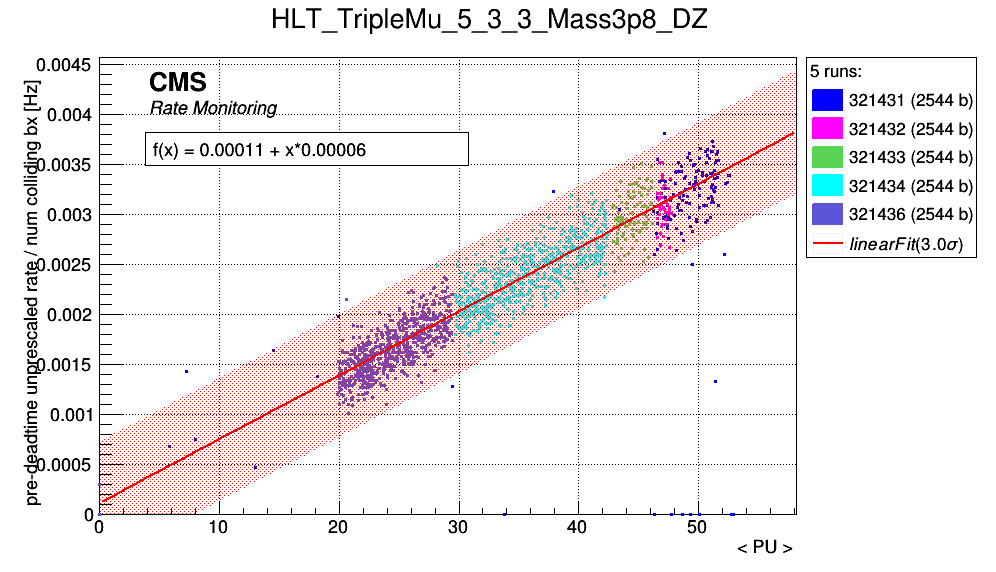 HLT_TripleMu_5_3_3_Mass3p8_DZ
pre-deadtime unprescaled rate / num colliding bx [Hz]
0.0045
0.004
0.0035
0.003
0.0025
0.002
0.0015
0.001
0.0005
0
CMS
Rate Monitoring
f(x) = 0.00011 + x*0.00006
0 10 20 30 40 50
< PU >
5 runs:
321431 (2544 b)
321432 (2544 b)
321433 (2544 b)
321434 (2544 b)
321436 (2544 b)
linearFit(3.0σ)